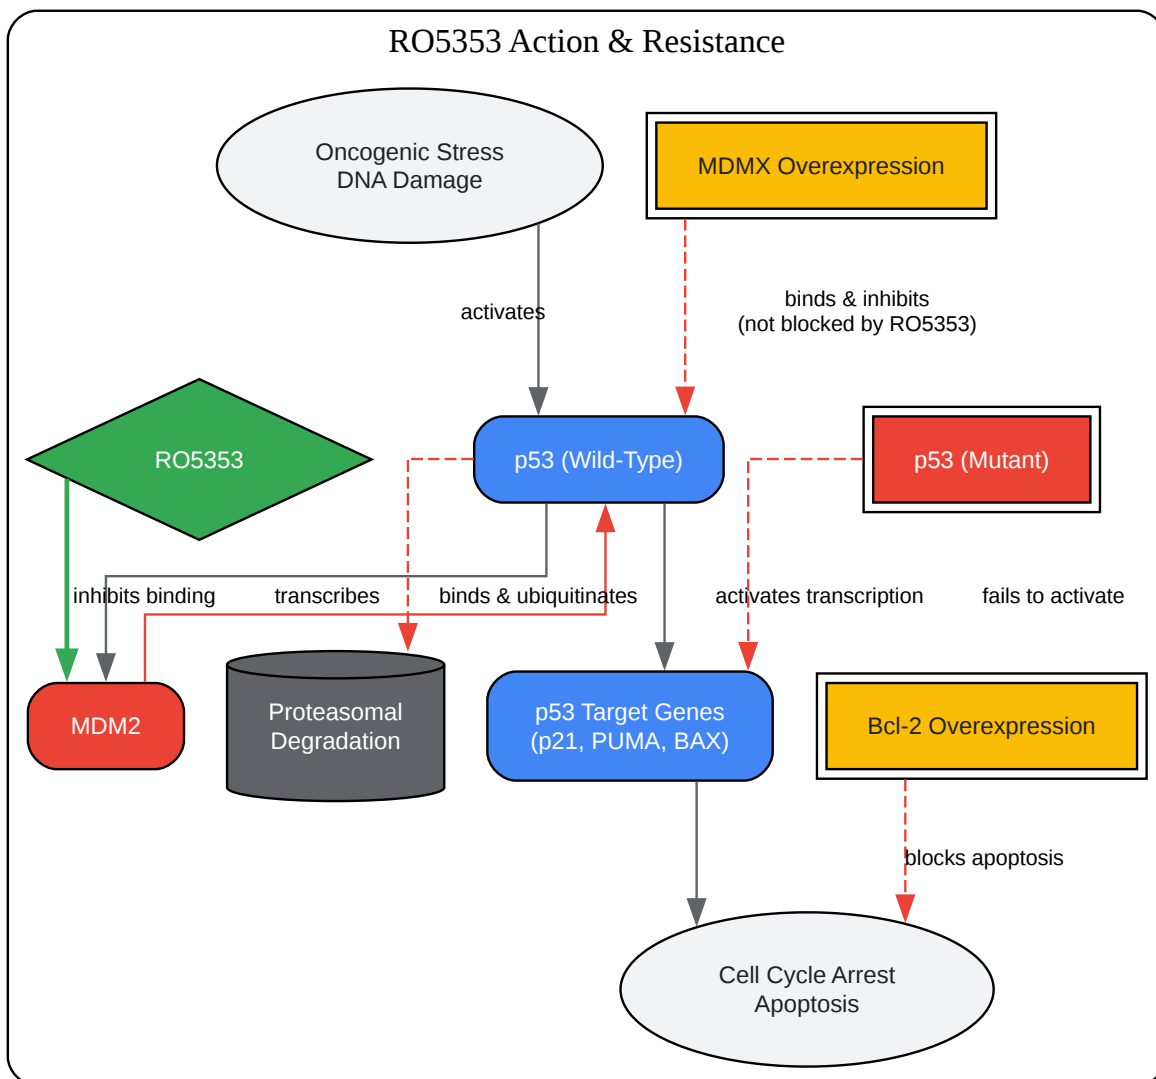 RO5353 Action & Resistance
Oncogenic Stress
DNA Damage
MDMX Overexpression
activates
binds & inhibits
(not blocked by RO5353)
RO5353
p53 (Wild-Type)
p53 (Mutant)
inhibits binding
transcribes
binds & ubiquitinates
activates transcription
fails to activate
MDM2
Proteasomal
Degradation
p53 Target Genes
(p21, PUMA, BAX)
Bcl-2 Overexpression
blocks apoptosis
Cell Cycle Arrest
Apoptosis